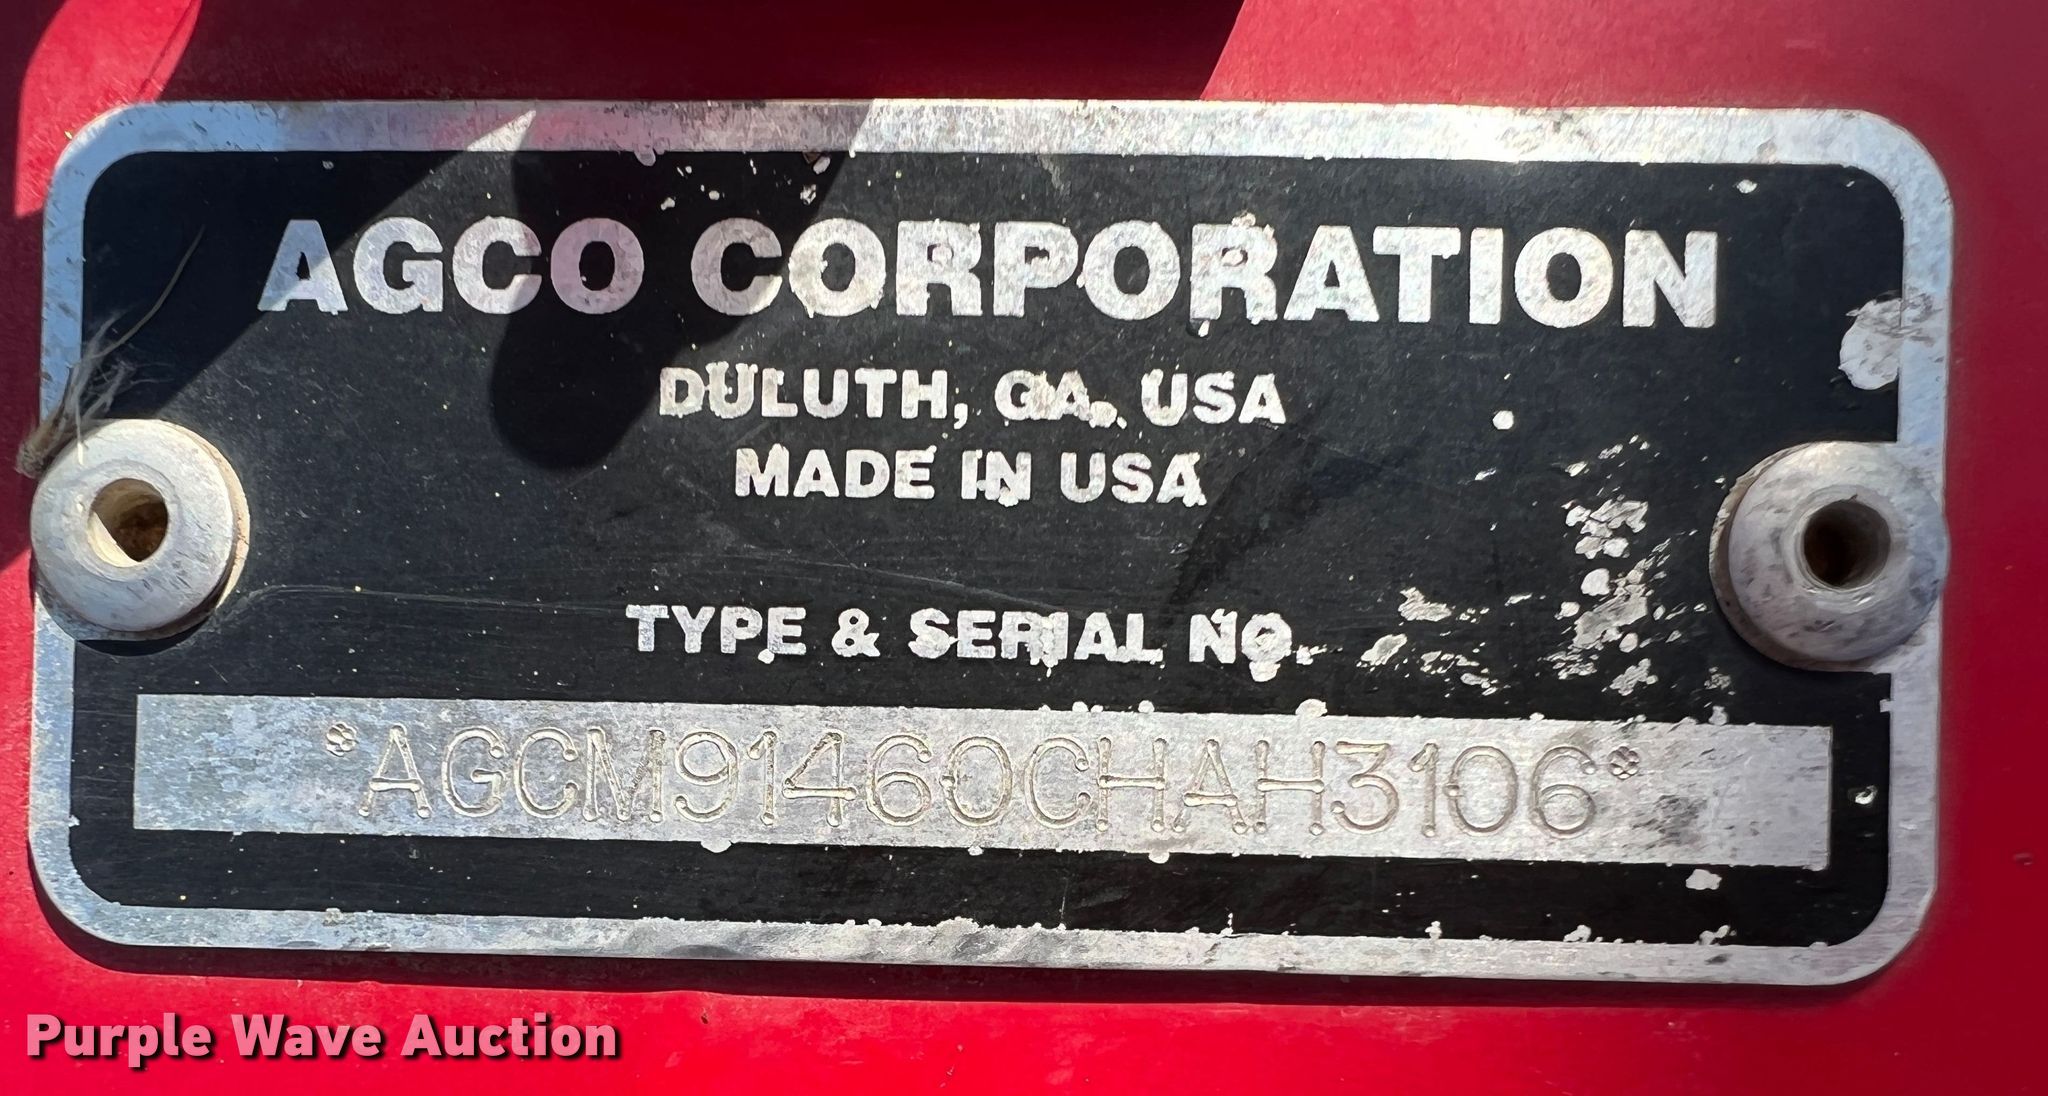 AGCO CORPORATION
DULUTH, GA. USA
MADE IN USA
TYPE & SERIAL NO.
*AGCM91460CHAH3106*
Purple Wave Auction